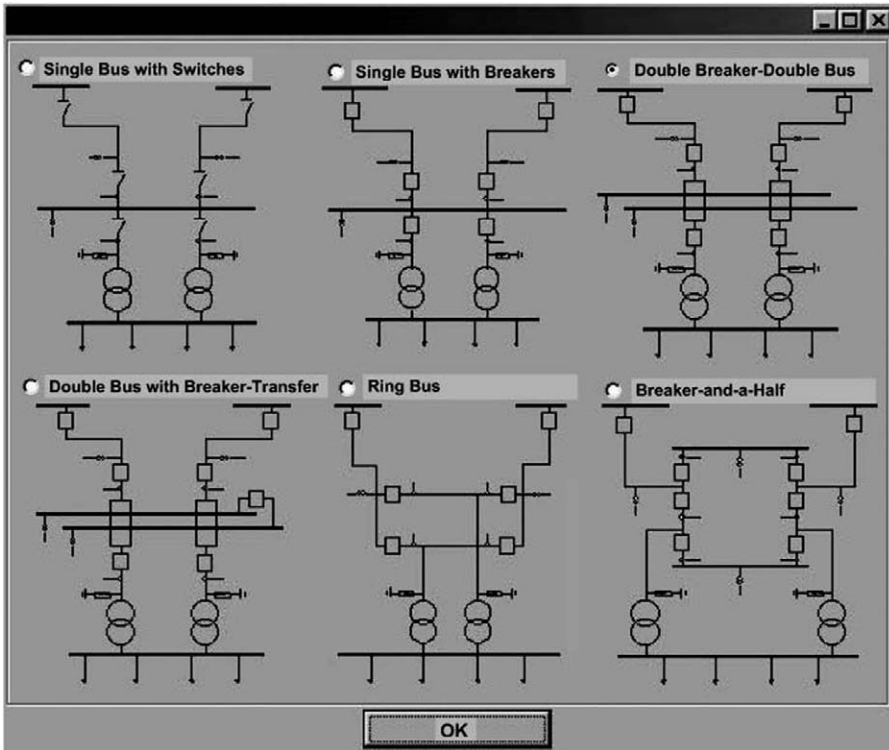 Single Bus with Switches
Single Bus with Breakers
Double Breaker-Double Bus
Double Bus with Breaker-Transfer
Ring Bus
Breaker-and-a-Half
OK